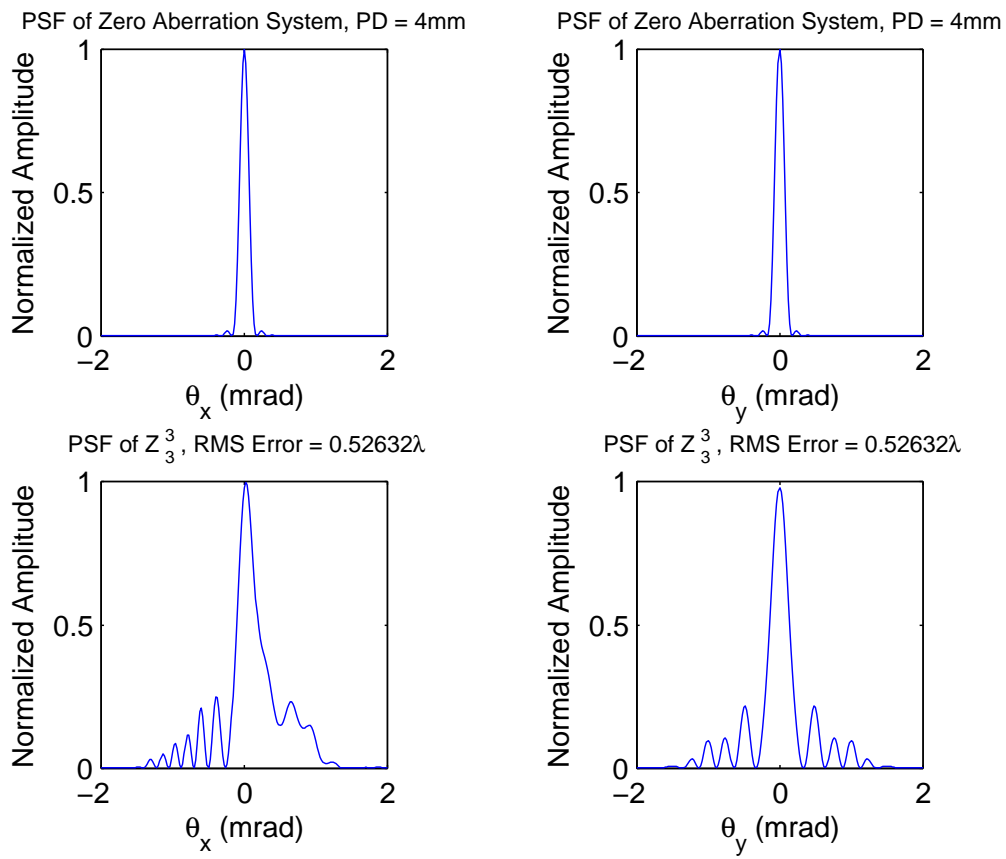 PSF of Zero Aberration System, PD = 4mm
1
0.5
0
−2
0
2
Normalized Amplitude
θx (mrad)
PSF of Zero Aberration System, PD = 4mm
1
0.5
0
−2
0
2
Normalized Amplitude
θy (mrad)
PSF of Z33, RMS Error = 0.52632λ
1
0.5
0
−2
0
2
Normalized Amplitude
θx (mrad)
PSF of Z33, RMS Error = 0.52632λ
1
0.5
0
−2
0
2
Normalized Amplitude
θy (mrad)